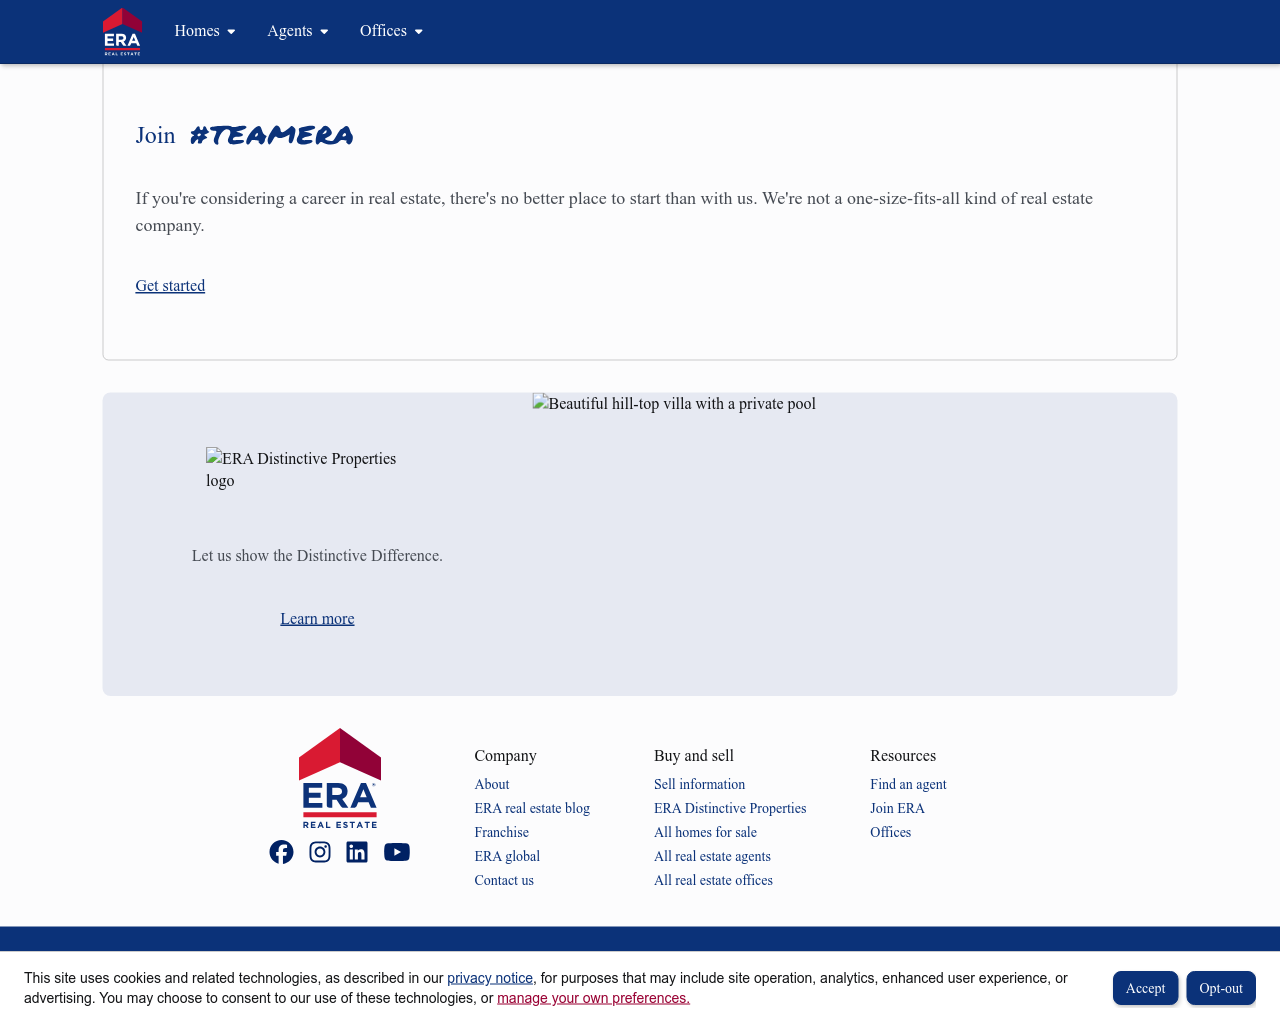 ERA
REAL ESTATE
Homes
Agents
Offices
Join #TEAMERA
If you're considering a career in real estate, there's no better place to start than with us. We're not a one-size-fits-all kind of real estate
company.
Get started
Beautiful hill-top villa with a private pool
ERA Distinctive Properties
logo
Let us show the Distinctive Difference.
Learn more
ERA
REAL ESTATE
Company
About
ERA real estate blog
Franchise
ERA global
Contact us
Buy and sell
Sell information
ERA Distinctive Properties
All homes for sale
All real estate agents
All real estate offices
Resources
Find an agent
Join ERA
Offices
This site uses cookies and related technologies, as described in our privacy notice, for purposes that may include site operation, analytics, enhanced user experience, or
advertising. You may choose to consent to our use of these technologies, or manage your own preferences.
Accept
Opt-out